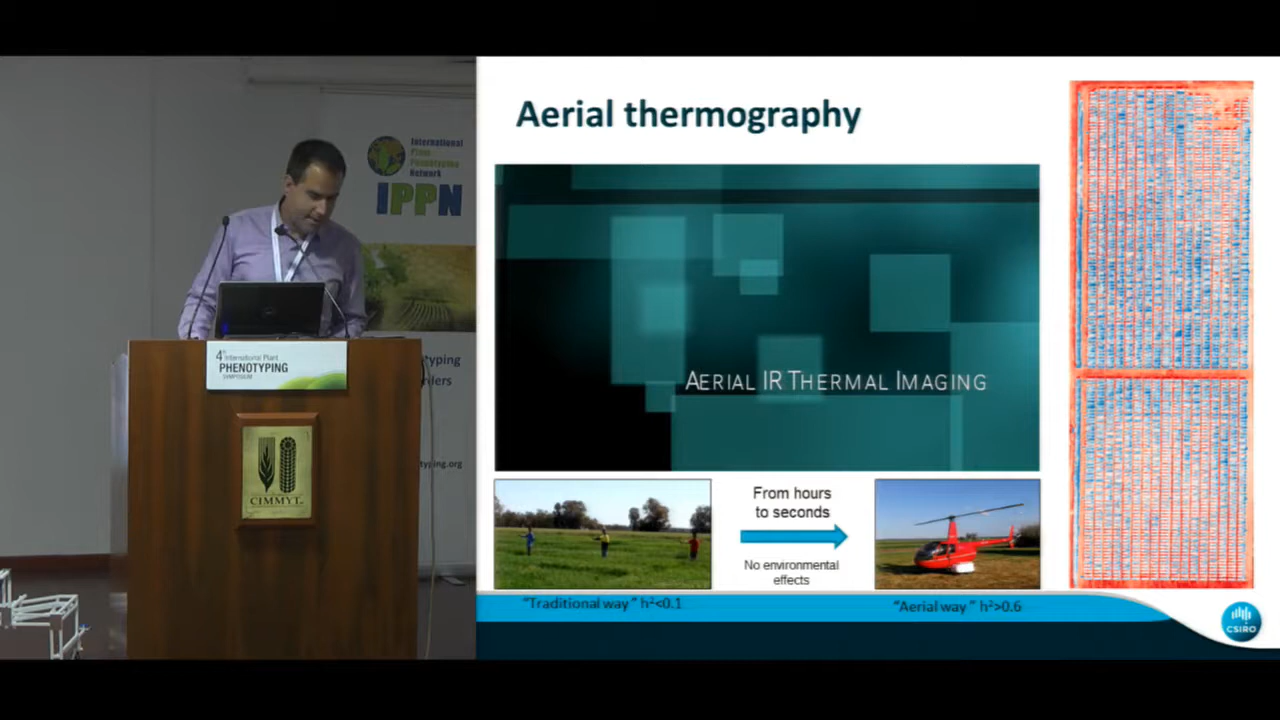 International
Plant
Phenotyping
Network
IPPN
4th International Plant
PHENOTYPING
SYMPOSIUM
CIMMYT
Aerial thermography
AERIAL IR THERMAL IMAGING
From hours
to seconds
No environmental
effects
"Traditional way" h²<0.1
"Aerial way" h²>0.6
CSIRO